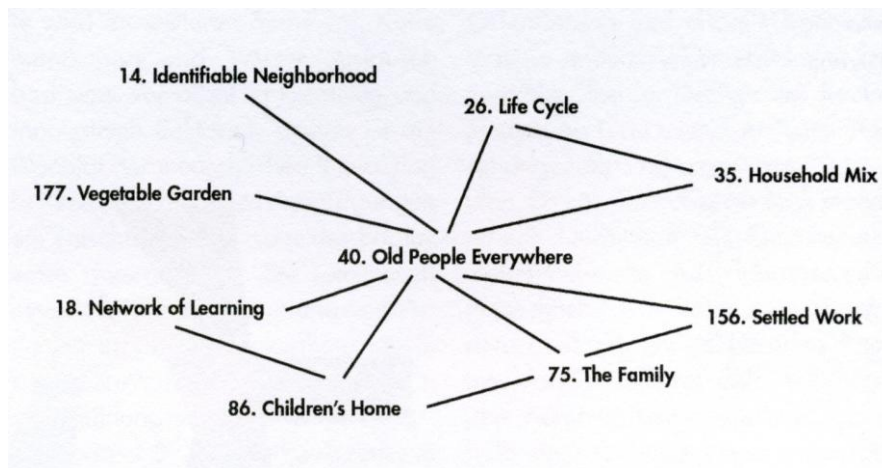 14. Identifiable Neighborhood
26. Life Cycle
35. Household Mix
177. Vegetable Garden
40. Old People Everywhere
18. Network of Learning
156. Settled Work
75. The Family
86. Children's Home